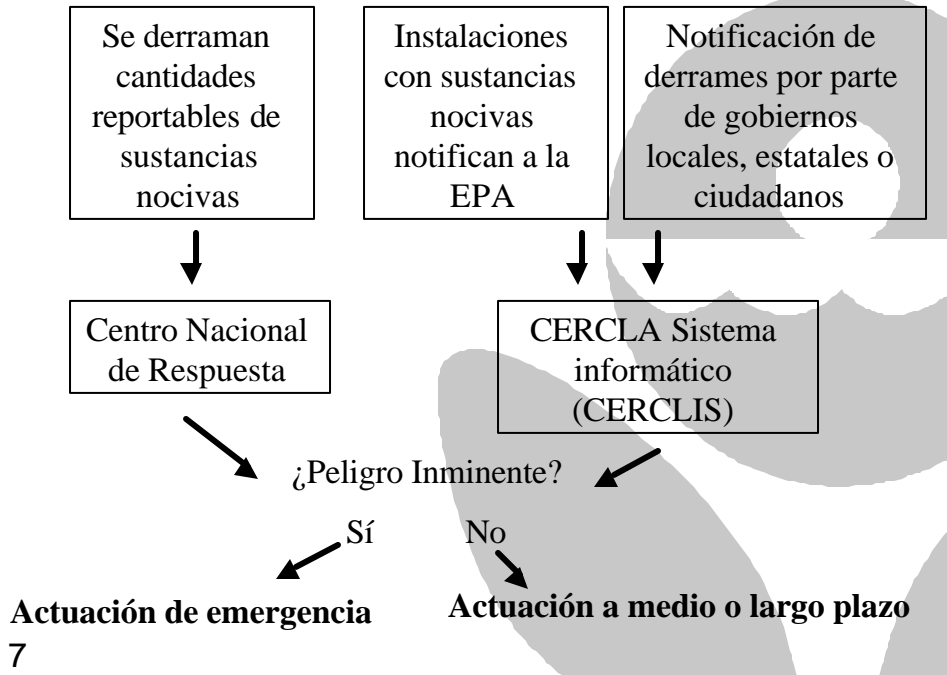 Se derraman
cantidades
reportables de
sustancias
nocivas
Instalaciones
con sustancias
nocivas
notifican a la
EPA
Notificación de
derrames por parte
de gobiernos
locales, estatales o
ciudadanos
Centro Nacional
de Respuesta
CERCLA Sistema
informático
(CERCLIS)
¿Peligro Inminente?
Sí
No
Actuación de emergencia
Actuación a medio o largo plazo
7